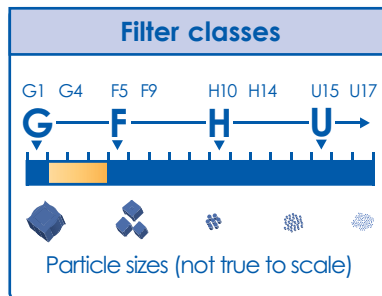 Filter classes
G1 G4 F5 F9 H10 H14 U15 U17
G F H U
Particle sizes (not true to scale)